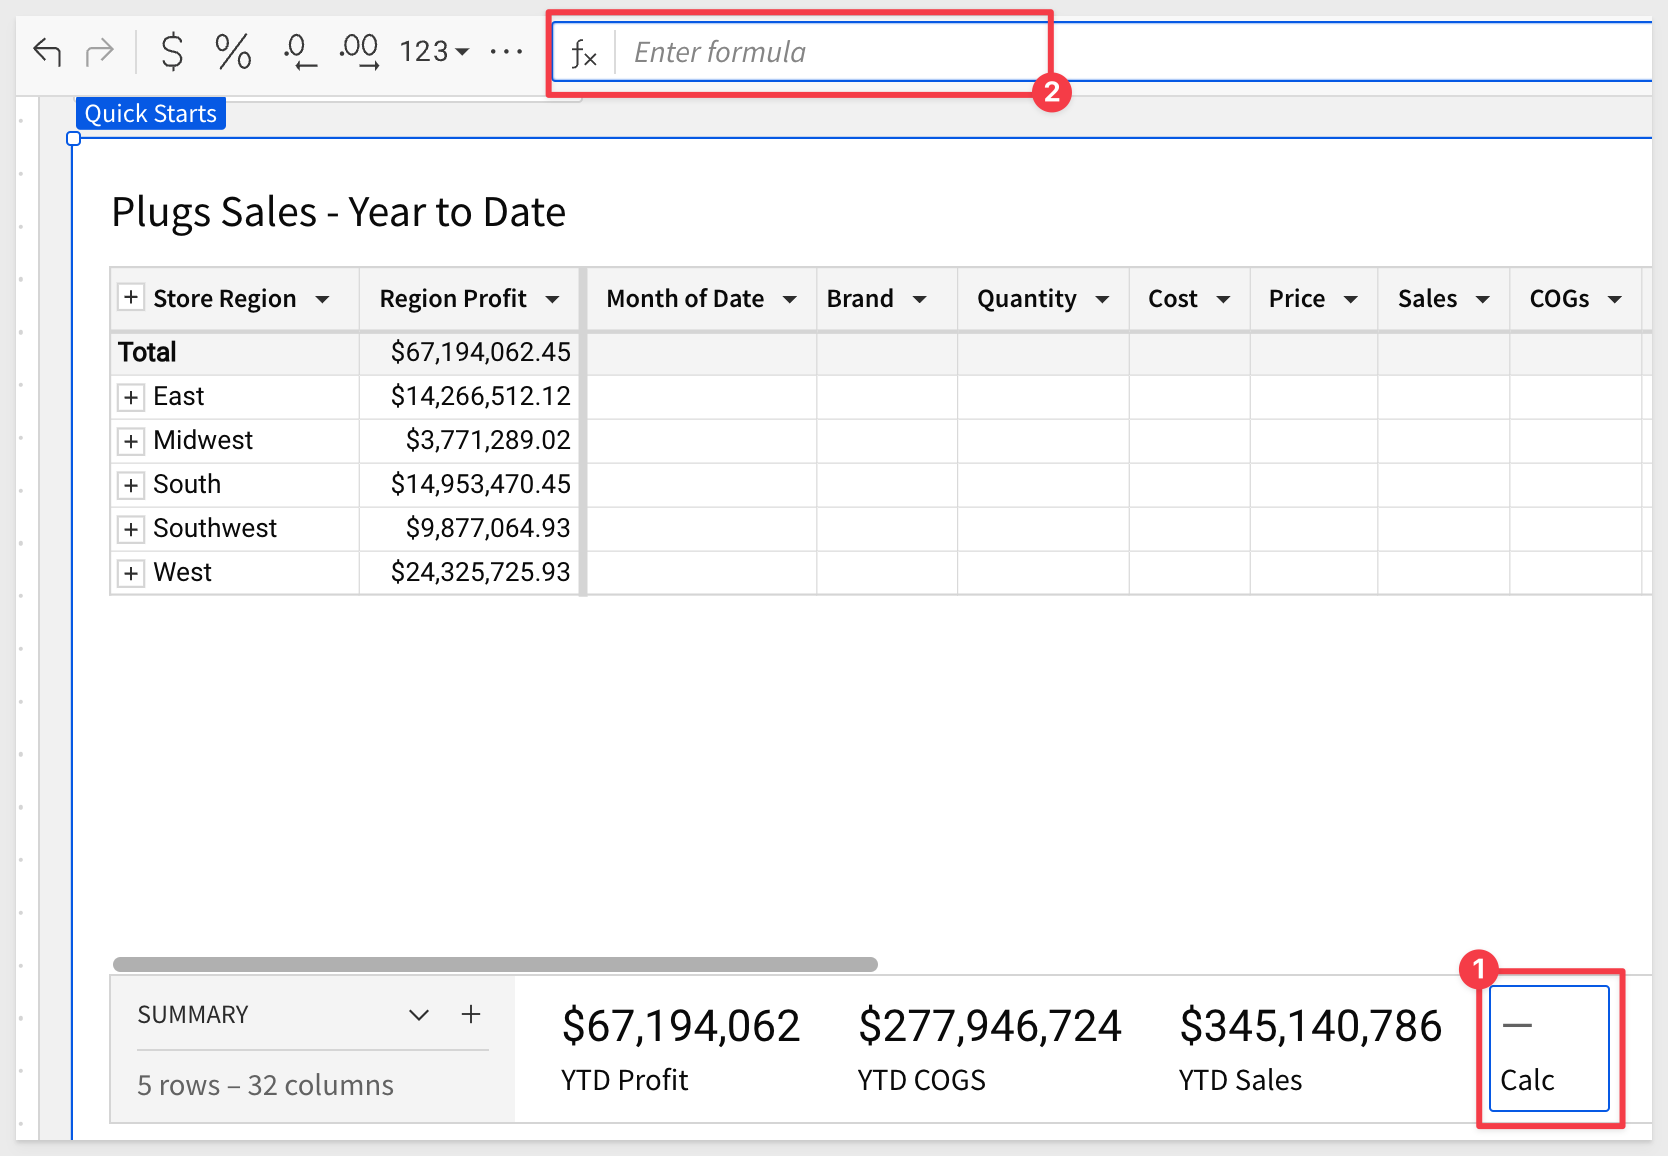 $ % .0 .00 123 ...
fx Enter formula
2
Quick Starts
Plugs Sales - Year to Date
+ Store Region Region Profit Month of Date Brand Quantity Cost Price Sales COGs
Total $67,194,062.45
+ East $14,266,512.12
+ Midwest $3,771,289.02
+ South $14,953,470.45
+ Southwest $9,877,064.93
+ West $24,325,725.93
1
SUMMARY +
5 rows – 32 columns
$67,194,062 $277,946,724 $345,140,786 —
YTD Profit YTD COGS YTD Sales Calc